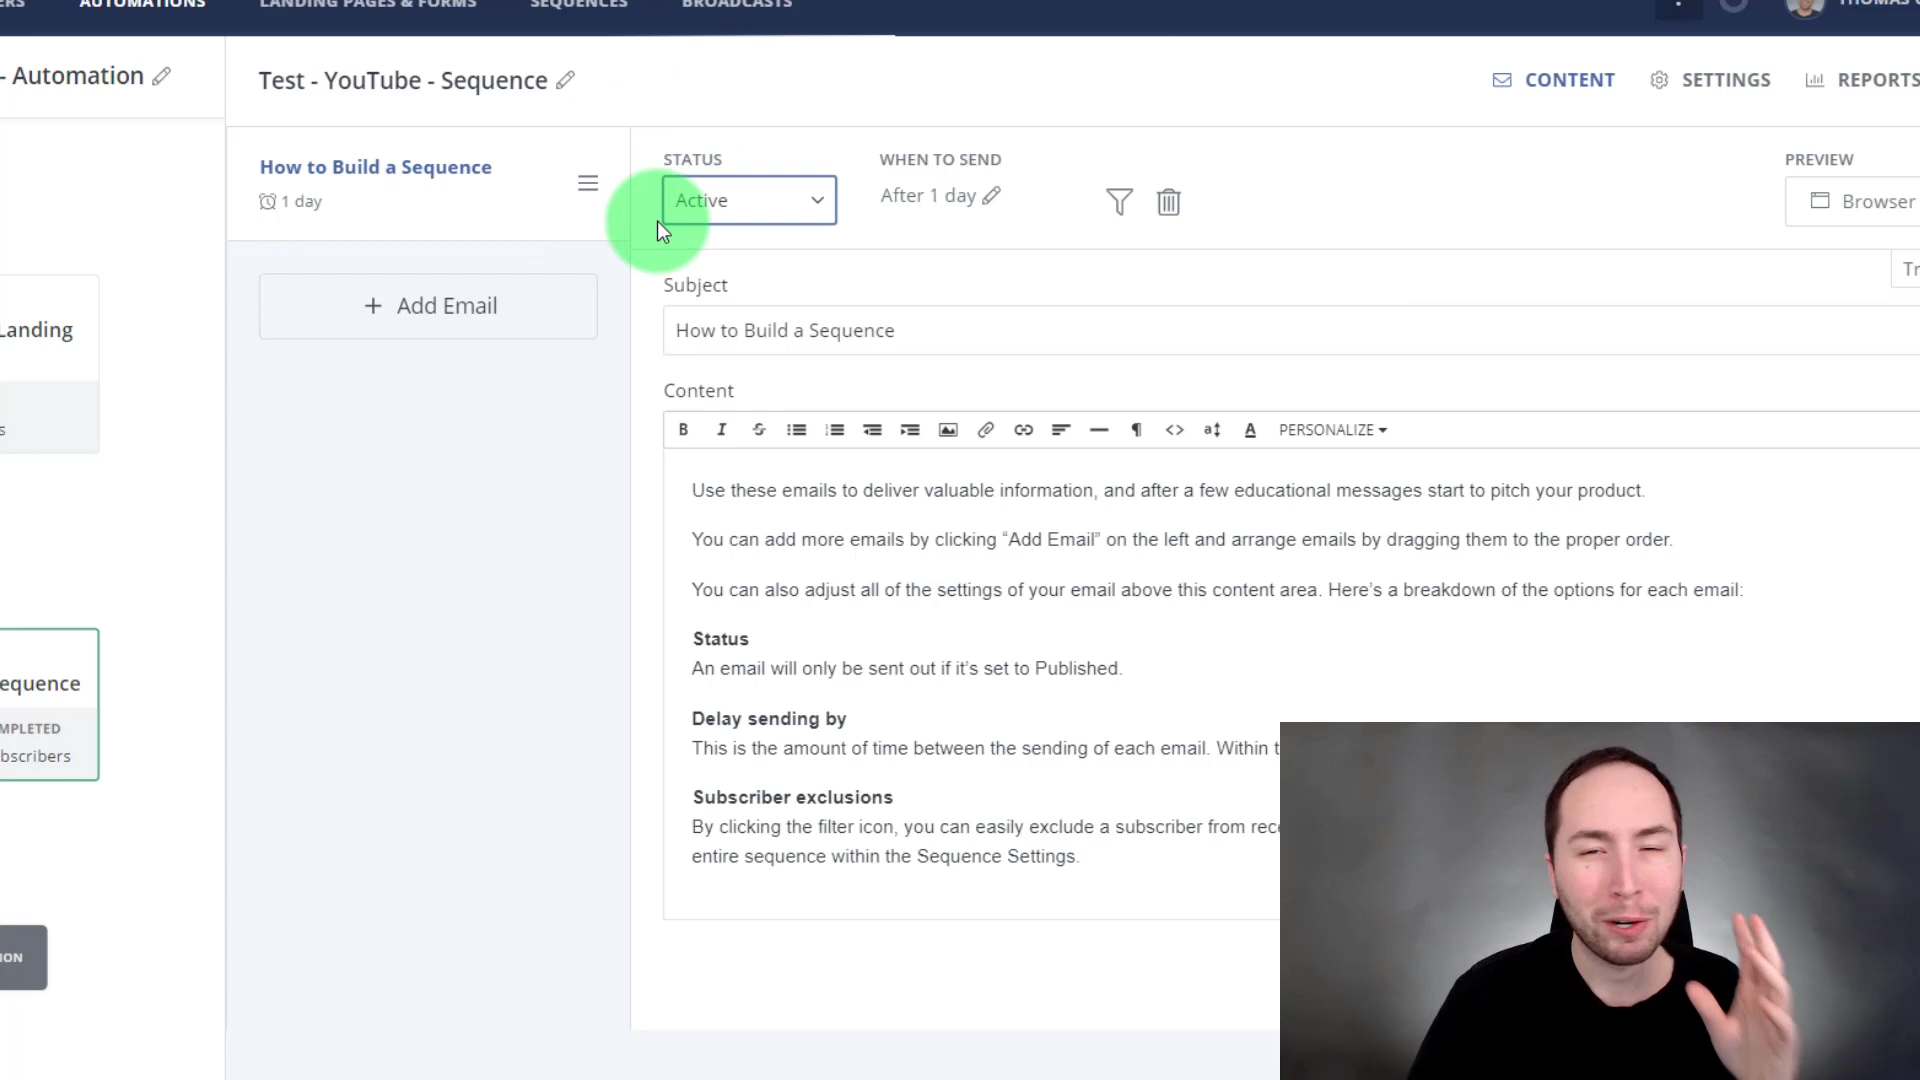 AUTOMATIONS
LANDING PAGES & FORMS
SEQUENCES
BROADCASTS
THOMAS
- Automation
Test - YouTube - Sequence
CONTENT
SETTINGS
REPORTS
How to Build a Sequence
1 day
STATUS
Active
WHEN TO SEND
After 1 day
PREVIEW
Browser
+ Add Email
Subject
How to Build a Sequence
Content
PERSONALIZE
Use these emails to deliver valuable information, and after a few educational messages start to pitch your product.
You can add more emails by clicking “Add Email” on the left and arrange emails by dragging them to the proper order.
You can also adjust all of the settings of your email above this content area. Here’s a breakdown of the options for each email:
Status
An email will only be sent out if it’s set to Published.
Delay sending by
This is the amount of time between the sending of each email. Within
Subscriber exclusions
By clicking the filter icon, you can easily exclude a subscriber from
entire sequence within the Sequence Settings.
Landing
equence
MPLETED
bscribers
ION